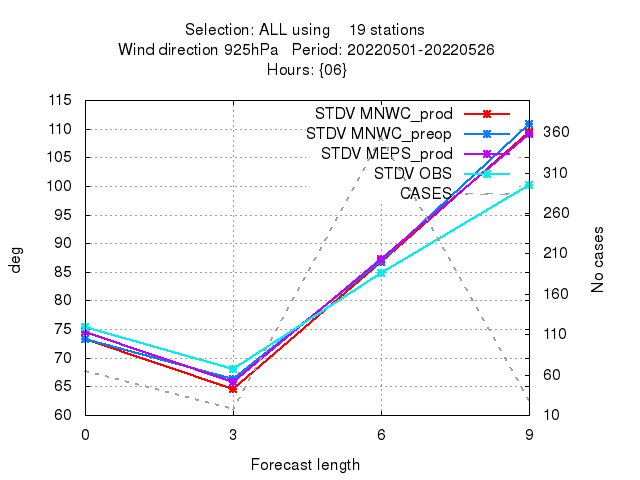 Selection: ALL using 19 stations
Wind direction 925hPa Period: 20220501-20220526
Hours: {06}
STDV MNWC_prod
STDV MNWC_preop
STDV MEPS_prod
STDV OBS
CASES
115
110
105
100
95
90
85
80
75
70
65
60
deg
360
310
260
210
160
110
60
10
No cases
0 3 6 9
Forecast length